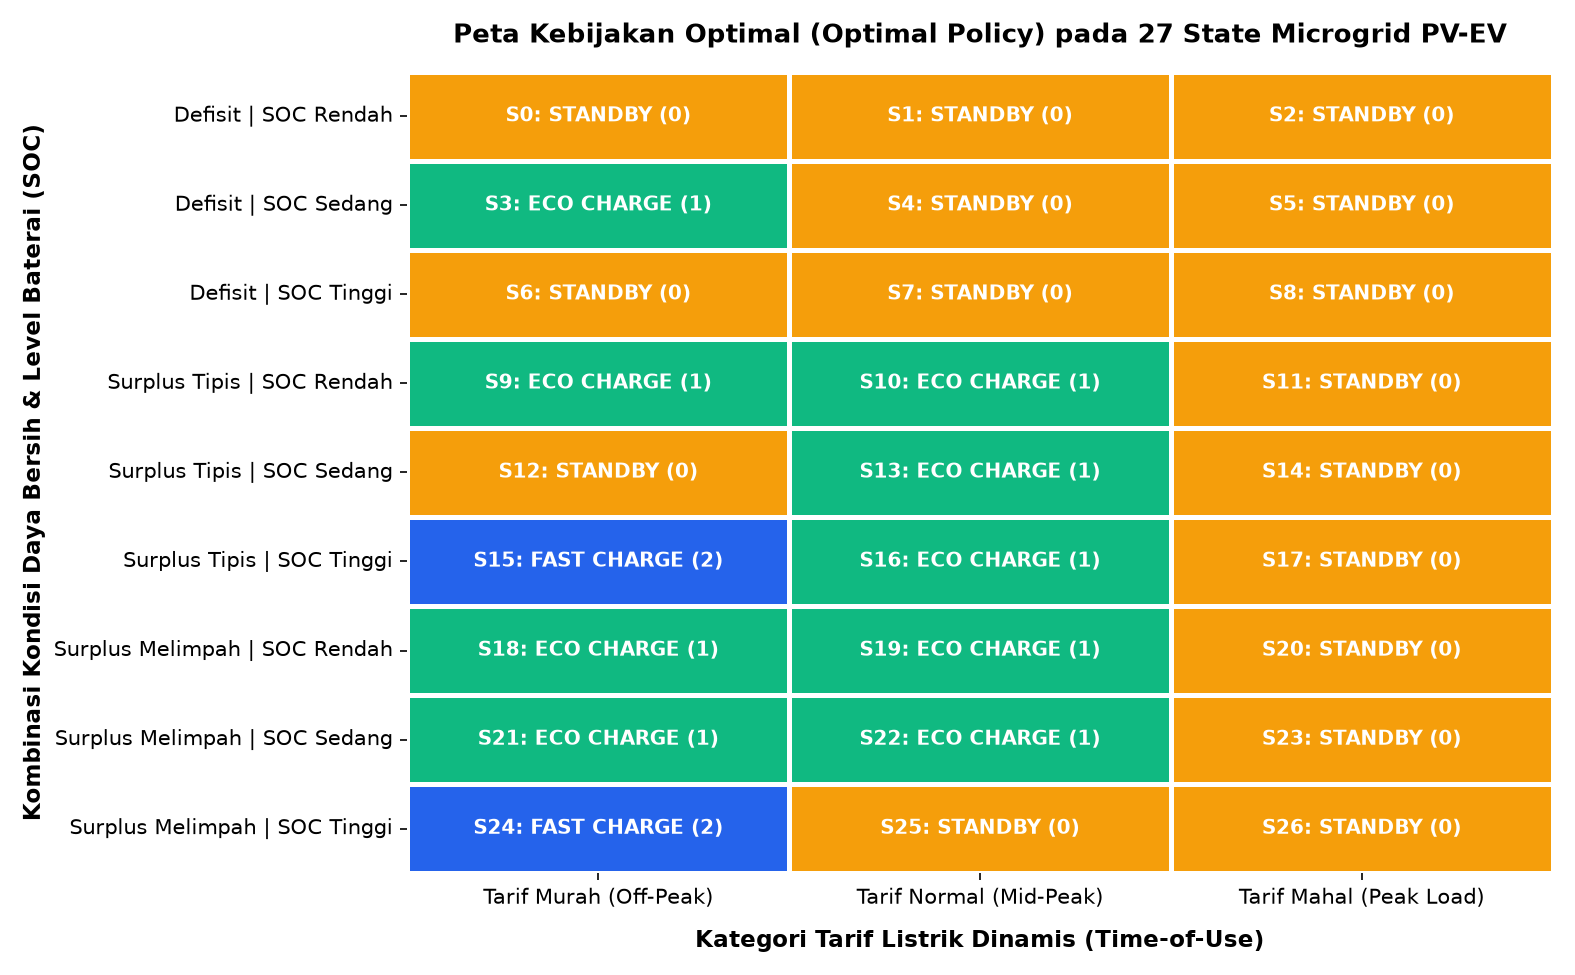 Peta Kebijakan Optimal (Optimal Policy) pada 27 State Microgrid PV-EV
Kombinasi Kondisi Daya Bersih & Level Baterai (SOC)
Defisit | SOC Rendah
S0: STANDBY (0)
S1: STANDBY (0)
S2: STANDBY (0)
Defisit | SOC Sedang
S3: ECO CHARGE (1)
S4: STANDBY (0)
S5: STANDBY (0)
Defisit | SOC Tinggi
S6: STANDBY (0)
S7: STANDBY (0)
S8: STANDBY (0)
Surplus Tipis | SOC Rendah
S9: ECO CHARGE (1)
S10: ECO CHARGE (1)
S11: STANDBY (0)
Surplus Tipis | SOC Sedang
S12: STANDBY (0)
S13: ECO CHARGE (1)
S14: STANDBY (0)
Surplus Tipis | SOC Tinggi
S15: FAST CHARGE (2)
S16: ECO CHARGE (1)
S17: STANDBY (0)
Surplus Melimpah | SOC Rendah
S18: ECO CHARGE (1)
S19: ECO CHARGE (1)
S20: STANDBY (0)
Surplus Melimpah | SOC Sedang
S21: ECO CHARGE (1)
S22: ECO CHARGE (1)
S23: STANDBY (0)
Surplus Melimpah | SOC Tinggi
S24: FAST CHARGE (2)
S25: STANDBY (0)
S26: STANDBY (0)
Tarif Murah (Off-Peak)
Tarif Normal (Mid-Peak)
Tarif Mahal (Peak Load)
Kategori Tarif Listrik Dinamis (Time-of-Use)